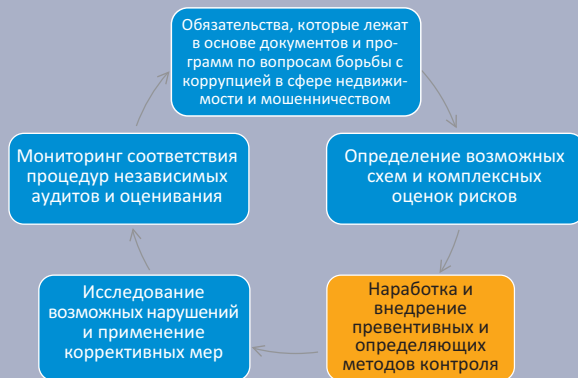 Обязательства, которые лежат
в основе документов и про-
грамм по вопросам борьбы с
коррупцией в сфере недвижи-
мости и мошенничеством
Определение возможных
схем и комплексных
оценок рисков
Наработка и
внедрение
превентивных и
определяющих
методов контроля
Исследование
возможных нарушений
и применение
коррективных мер
Мониторинг соответствия
процедур независимых
аудитов и оценивания